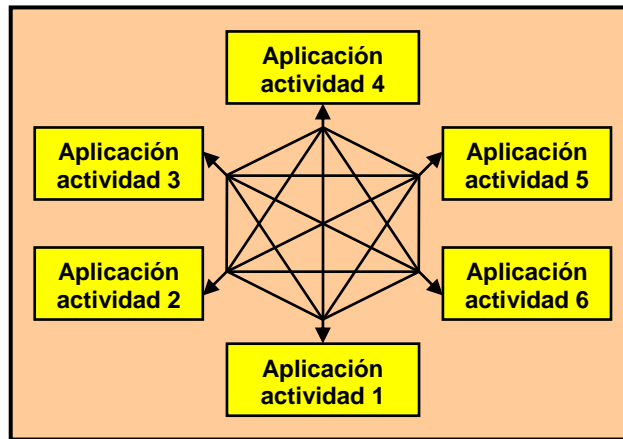 Aplicación
actividad 4
Aplicación
actividad 3
Aplicación
actividad 5
Aplicación
actividad 2
Aplicación
actividad 6
Aplicación
actividad 1